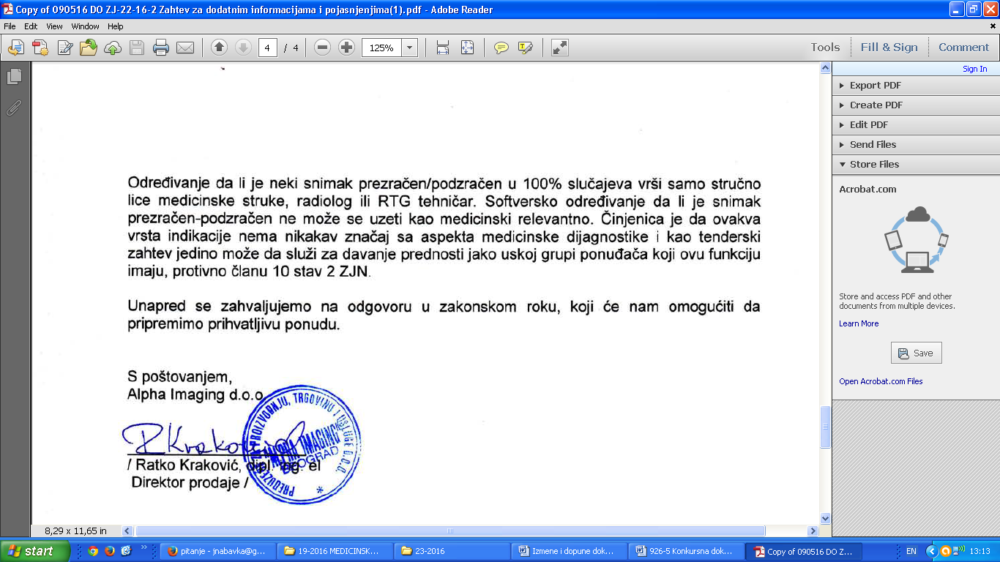 Copy of 090516 DO ZJ-22-16-2 Zahtev za dodatnim informacijama i pojasnjenjima(1).pdf - Adobe Reader
File Edit View Window Help
4 / 4 125% Tools Fill & Sign Comment
Sign In
Export PDF
Create PDF
Edit PDF
Send Files
Store Files
Acrobat.com
Store and access PDF and other
documents from multiple devices.
Learn More
Save
Open Acrobat.com Files
Određivanje da li je neki snimak prezračen/podzračen u 100% slučajeva vrši samo stručno
lice medicinske struke, radiolog ili RTG tehničar. Softversko određivanje da li je snimak
prezračen-podzračen ne može se uzeti kao medicinski relevantno. Činjenica je da ovakva
vrsta indikacije nema nikakav značaj sa aspekta medicinske dijagnostike i kao tenderski
zahtev jedino može da služi za davanje prednosti jako uskoj grupi ponuđača koji ovu funkciju
imaju, protivno članu 10 stav 2 ZJN.
Unapred se zahvaljujemo na odgovoru u zakonskom roku, koji će nam omogućiti da
pripremimo prihvatljivu ponudu.
S poštovanjem,
Alpha Imaging d.o.o
/ Ratko Kraković, dipl. ing. el
Direktor prodaje /
PROIZVODNJU, TRGOVINU I USLUGE D.O.O.
ALPHA IMAGING
BEOGRAD
8,29 x 11,65 in
start pitanje - jnabavka@g... 19-2016 MEDICINSK... 23-2016 Izmene i dopune dok... 926-5 Konkursna dok... Copy of 090516 DO Z... EN 13:13